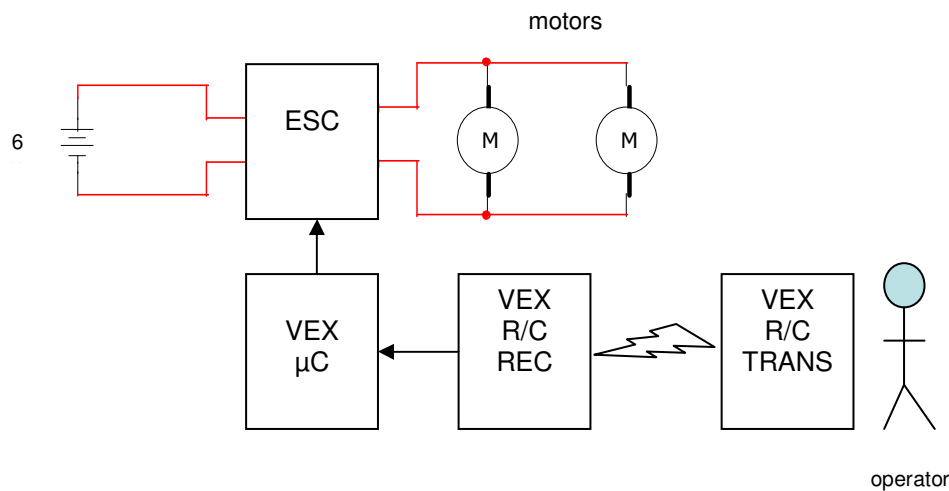 motors
6
ESC
M
M
VEX
µC
VEX
R/C
REC
VEX
R/C
TRANS
operator